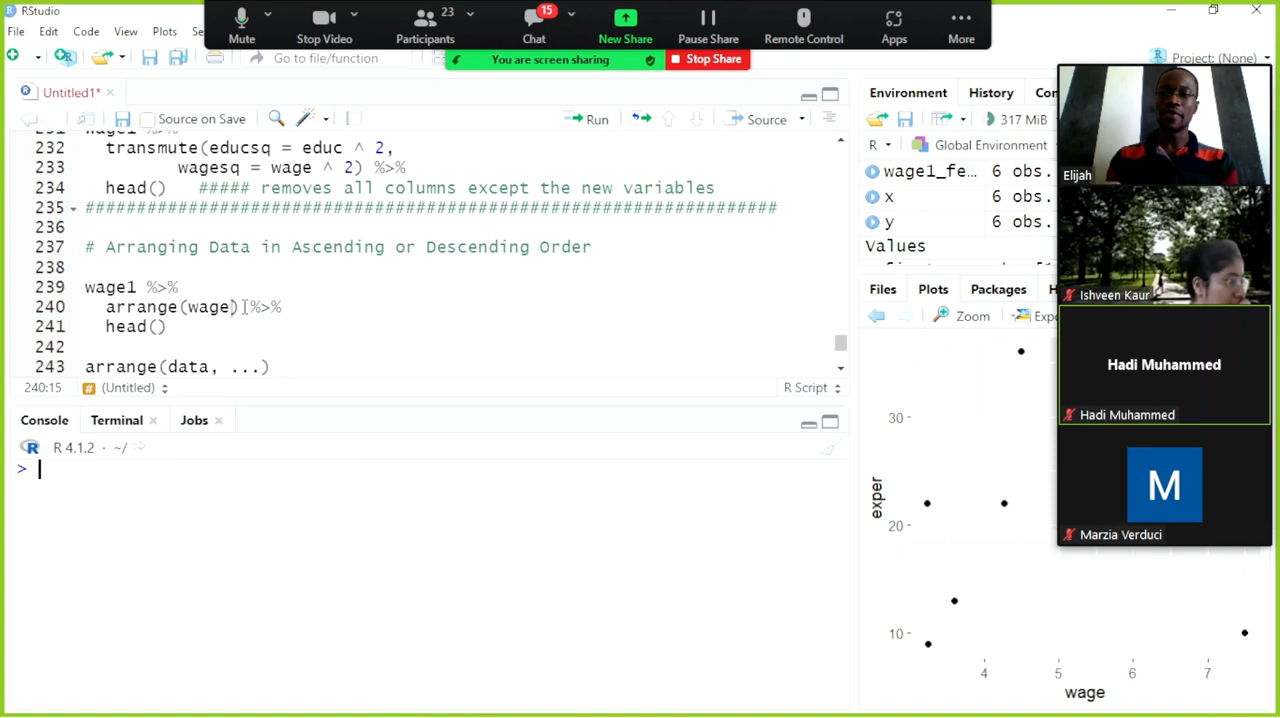 RStudio
File Edit Code View Plots
Mute Stop Video 23 Participants 15 Chat New Share Pause Share Remote Control Apps More
You are screen sharing Stop Share
Go to file/function
Project: (None)
Untitled1*
Source on Save Run Source
232 transmute(educsq = educ ^ 2,
233 wagesq = wage ^ 2) %>%
234 head() ##### removes all columns except the new variables
235 ###################################################################
236
237 # Arranging Data in Ascending or Descending Order
238
239 wage1 %>%
240 arrange(wage) %>%
241 head()
242
243 arrange(data, ...)
240:15 # (Untitled) R Script
Console Terminal Jobs
R 4.1.2 · ~/
>
Environment History
317 MiB
R Global Environment
wage1_fe… 6 obs.
x 6 obs.
y 6 obs.
Values
Files Plots Packages
Zoom
30
20
10
exper
4 5 6 7
wage
Elijah
Ishveen Kaur
Hadi Muhammed
Hadi Muhammed
M
Marzia Verduci